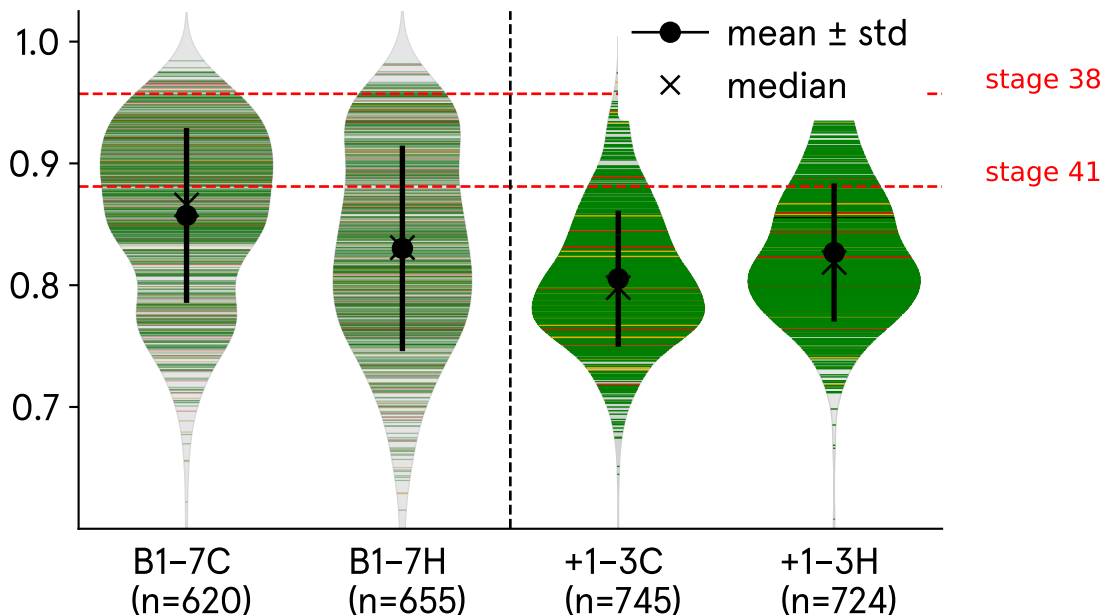 1.0
0.9
0.8
0.7
mean ± std
median
stage 38
stage 41
B1–7C
(n=620)
B1–7H
(n=655)
+1–3C
(n=745)
+1–3H
(n=724)